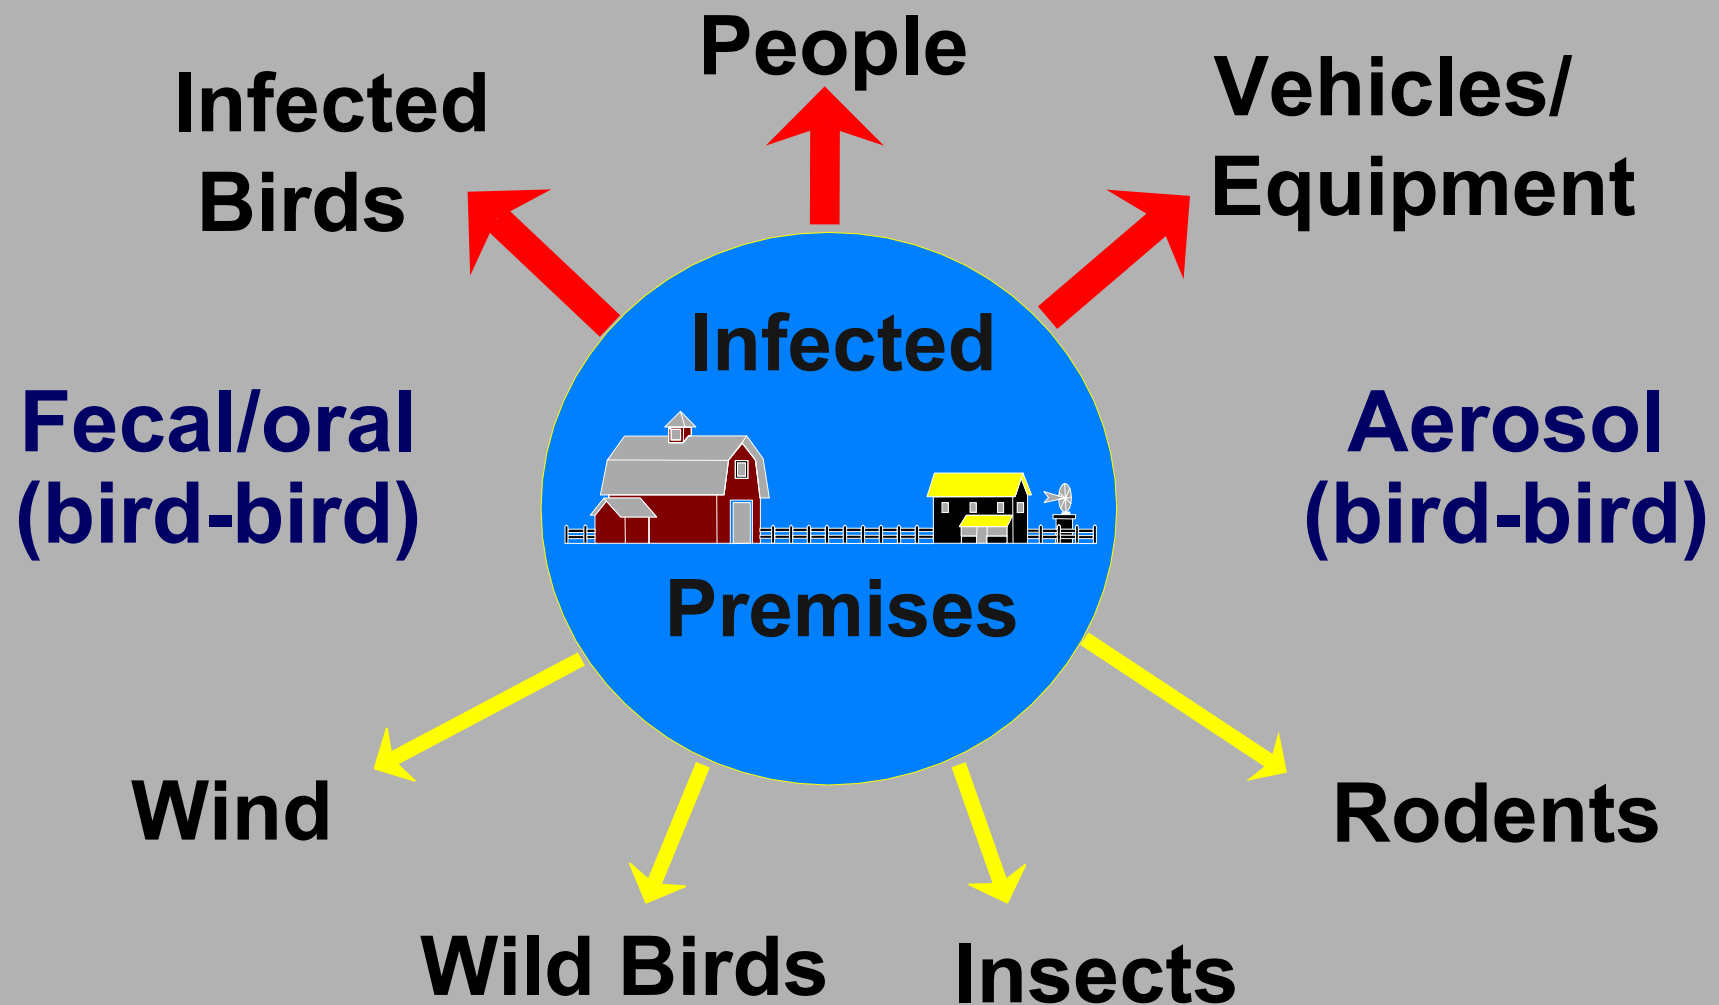 People
Infected
Birds
Vehicles/
Equipment
Infected
Premises
Fecal/oral
(bird-bird)
Aerosol
(bird-bird)
Wind
Wild Birds
Insects
Rodents